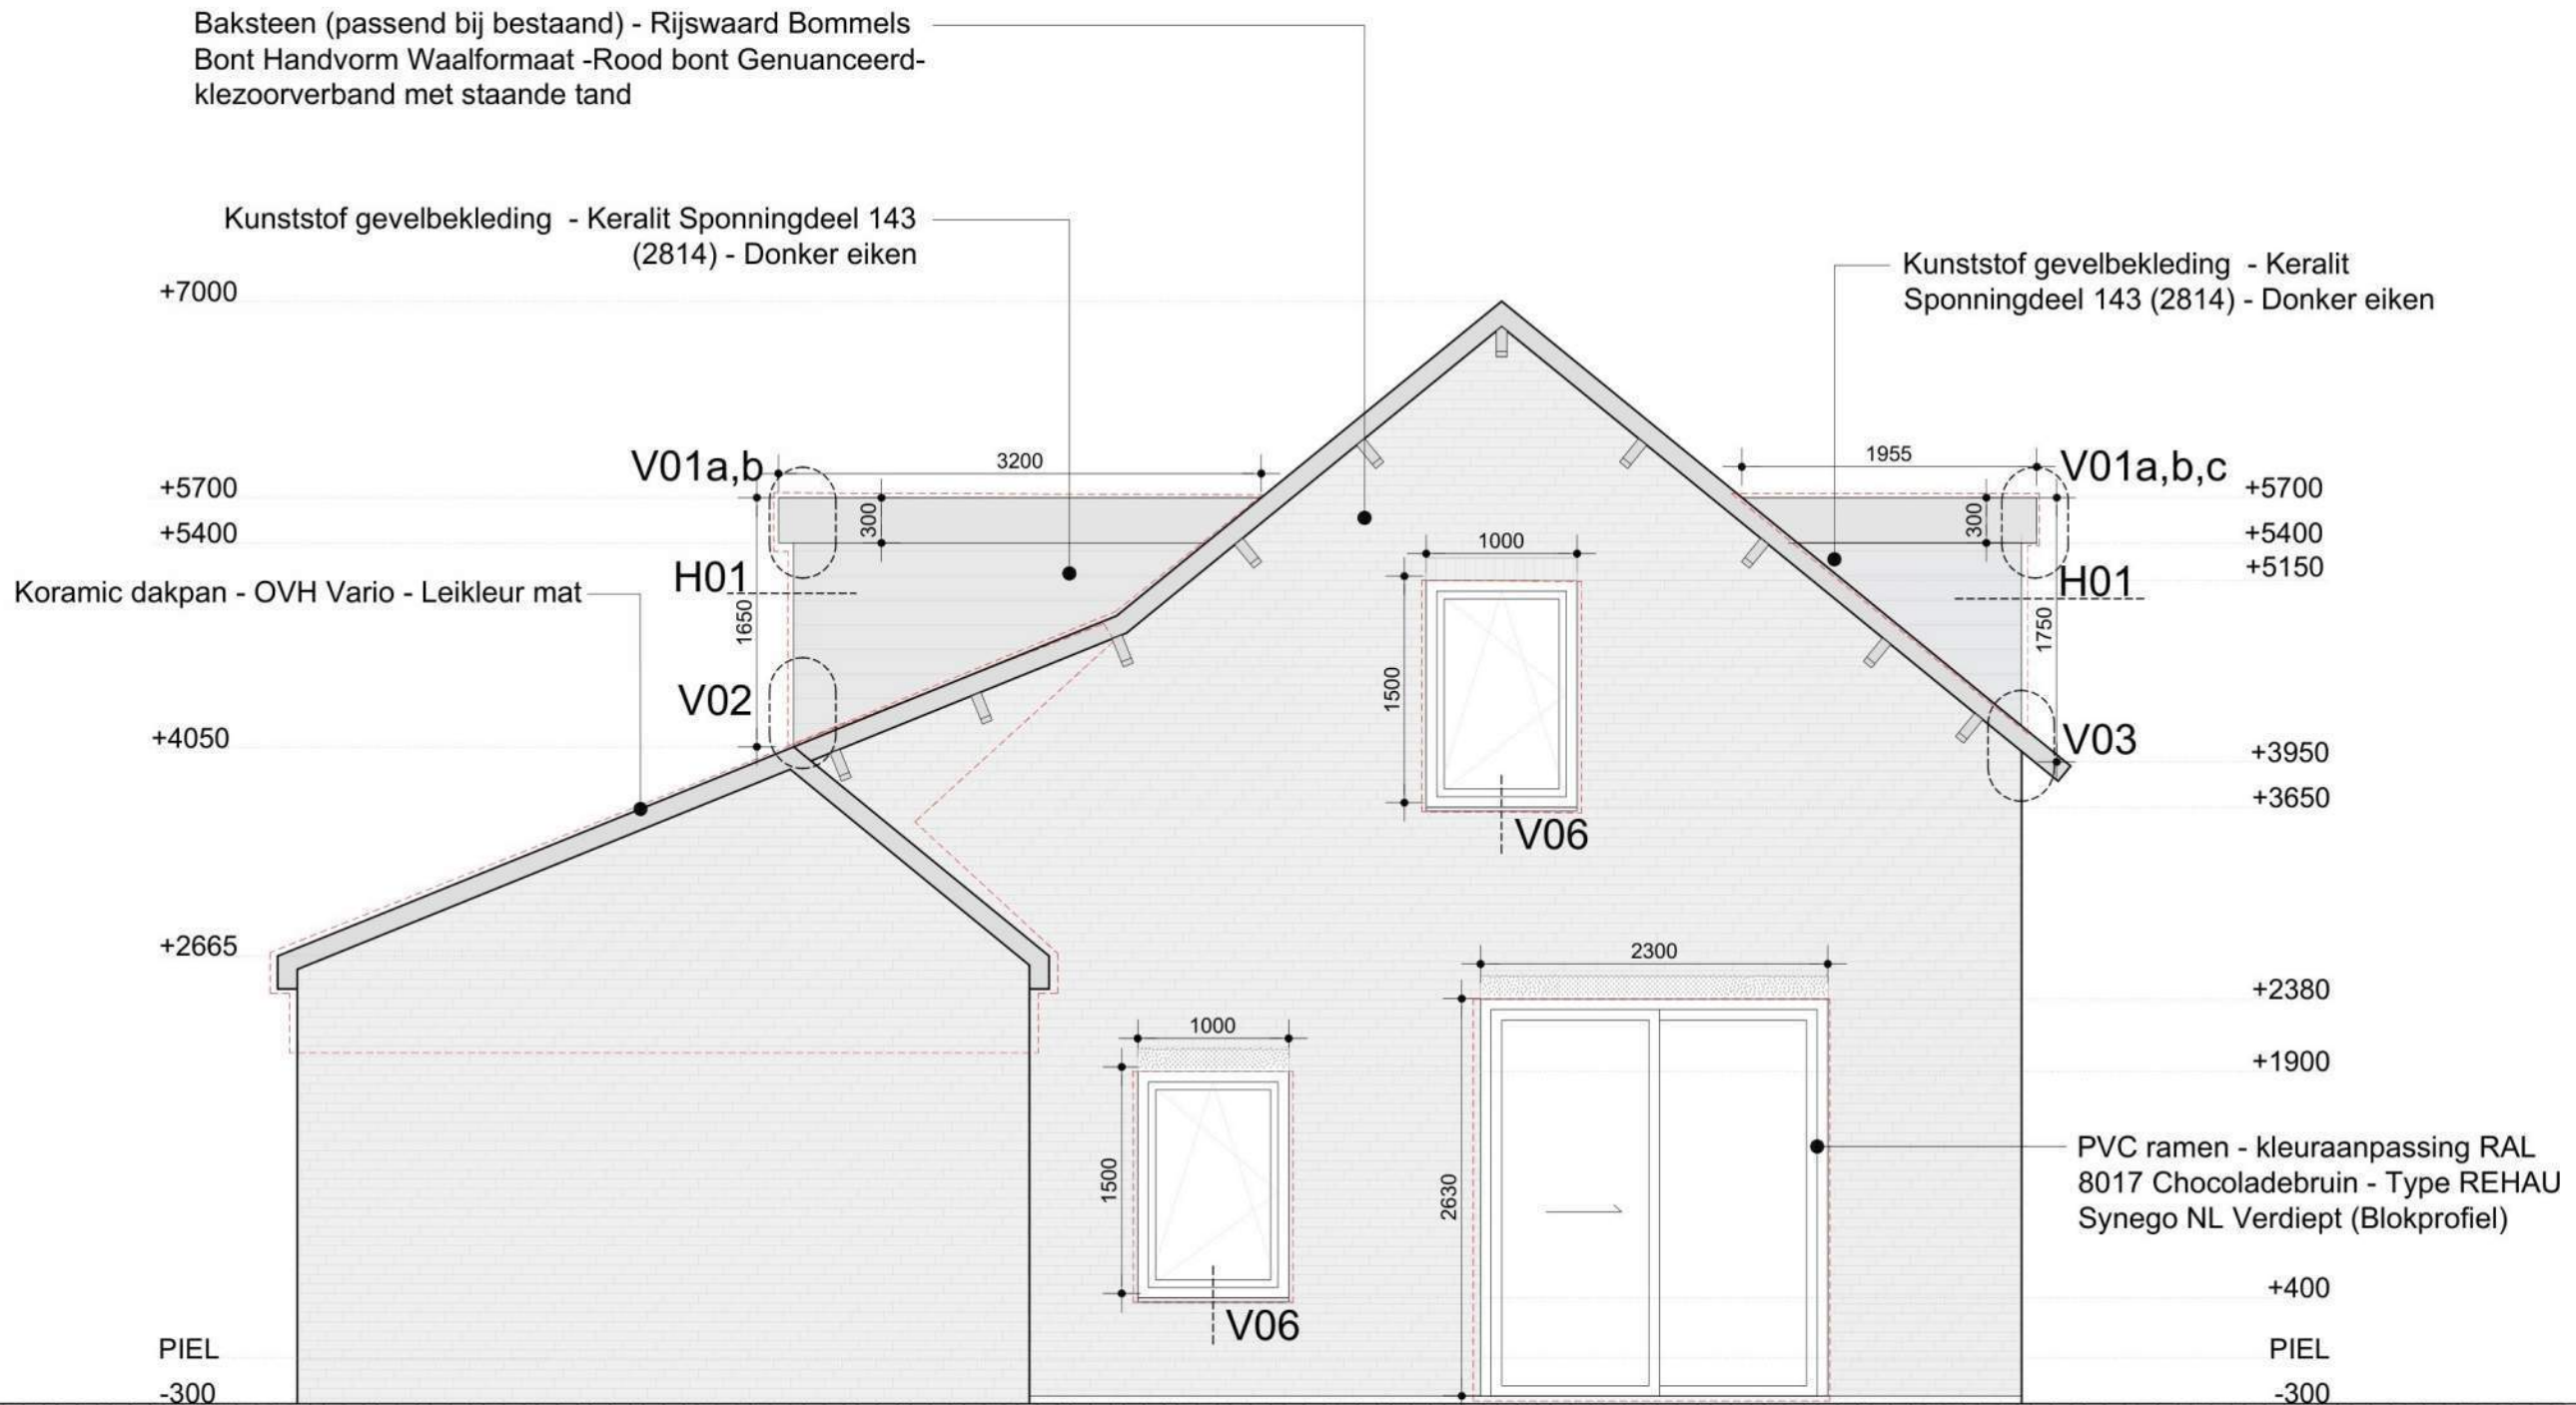 Baksteen (passend bij bestaand) - Rijswaard Bommels
Bont Handvorm Waalformaat -Rood bont Genuanceerd-
klezoorverband met staande tand
Kunststof gevelbekleding - Keralit Sponningdeel 143
(2814) - Donker eiken
Kunststof gevelbekleding - Keralit
Sponningdeel 143 (2814) - Donker eiken
+7000
V01a,b
3200
1955
V01a,b,c
+5700
+5700
300
300
+5400
+5400
1000
+5150
H01
H01
Koramic dakpan - OVH Vario - Leikleur mat
1650
1750
1500
V02
+4050
V03
+3950
+3650
V06
+2665
2300
+2380
1000
+1900
1500
2630
PVC ramen - kleuraanpassing RAL
8017 Chocoladebruin - Type REHAU
Synego NL Verdiept (Blokprofiel)
+400
V06
PIEL
PIEL
-300
-300